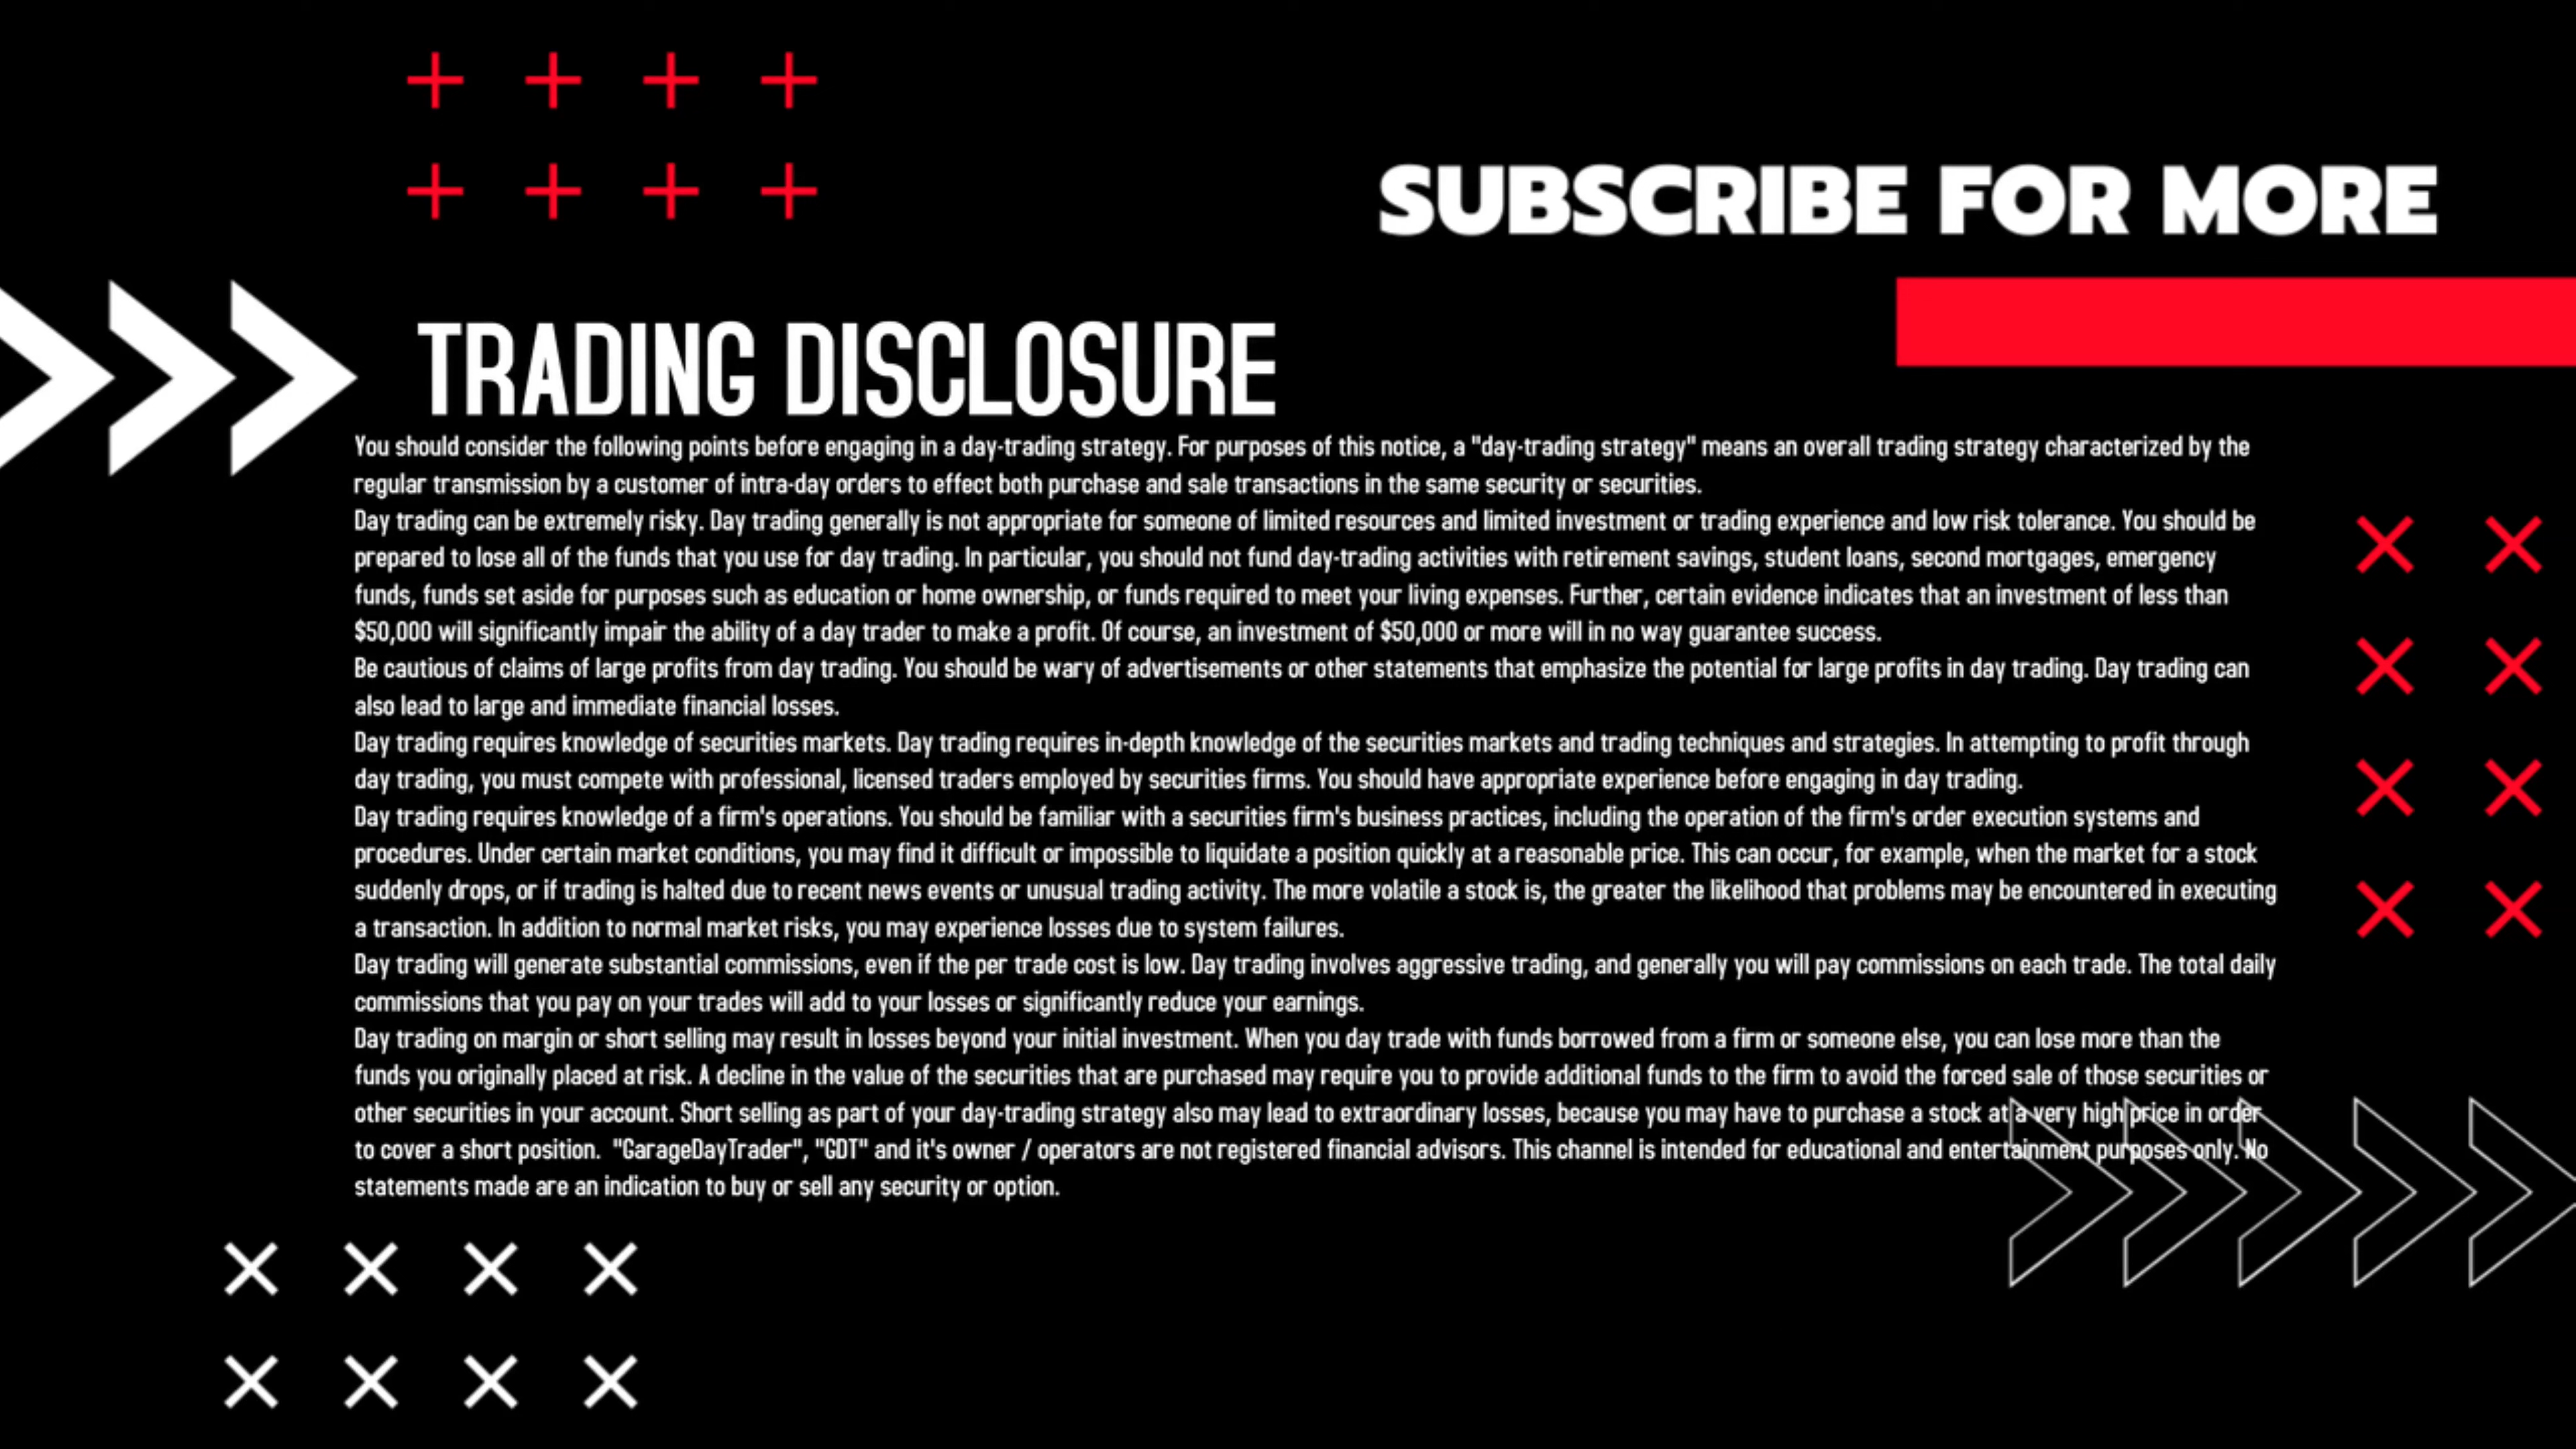 SUBSCRIBE FOR MORE
TRADING DISCLOSURE
You should consider the following points before engaging in a day-trading strategy. For purposes of this notice, a "day-trading strategy" means an overall trading strategy characterized by the
regular transmission by a customer of intra-day orders to effect both purchase and sale transactions in the same security or securities.
Day trading can be extremely risky. Day trading generally is not appropriate for someone of limited resources and limited investment or trading experience and low risk tolerance. You should be
prepared to lose all of the funds that you use for day trading. In particular, you should not fund day-trading activities with retirement savings, student loans, second mortgages, emergency
funds, funds set aside for purposes such as education or home ownership, or funds required to meet your living expenses. Further, certain evidence indicates that an investment of less than
$50,000 will significantly impair the ability of a day trader to make a profit. Of course, an investment of $50,000 or more will in no way guarantee success.
Be cautious of claims of large profits from day trading. You should be wary of advertisements or other statements that emphasize the potential for large profits in day trading. Day trading can
also lead to large and immediate financial losses.
Day trading requires knowledge of securities markets. Day trading requires in-depth knowledge of the securities markets and trading techniques and strategies. In attempting to profit through
day trading, you must compete with professional, licensed traders employed by securities firms. You should have appropriate experience before engaging in day trading.
Day trading requires knowledge of a firm's operations. You should be familiar with a securities firm's business practices, including the operation of the firm's order execution systems and
procedures. Under certain market conditions, you may find it difficult or impossible to liquidate a position quickly at a reasonable price. This can occur, for example, when the market for a stock
suddenly drops, or if trading is halted due to recent news events or unusual trading activity. The more volatile a stock is, the greater the likelihood that problems may be encountered in executing
a transaction. In addition to normal market risks, you may experience losses due to system failures.
Day trading will generate substantial commissions, even if the per trade cost is low. Day trading involves aggressive trading, and generally you will pay commissions on each trade. The total daily
commissions that you pay on your trades will add to your losses or significantly reduce your earnings.
Day trading on margin or short selling may result in losses beyond your initial investment. When you day trade with funds borrowed from a firm or someone else, you can lose more than the
funds you originally placed at risk. A decline in the value of the securities that are purchased may require you to provide additional funds to the firm to avoid the forced sale of those securities or
other securities in your account. Short selling as part of your day-trading strategy also may lead to extraordinary losses, because you may have to purchase a stock at a very high price in order
to cover a short position. "GarageDayTrader", "GDT" and it's owner / operators are not registered financial advisors. This channel is intended for educational and entertainment purposes only. No
statements made are an indication to buy or sell any security or option.